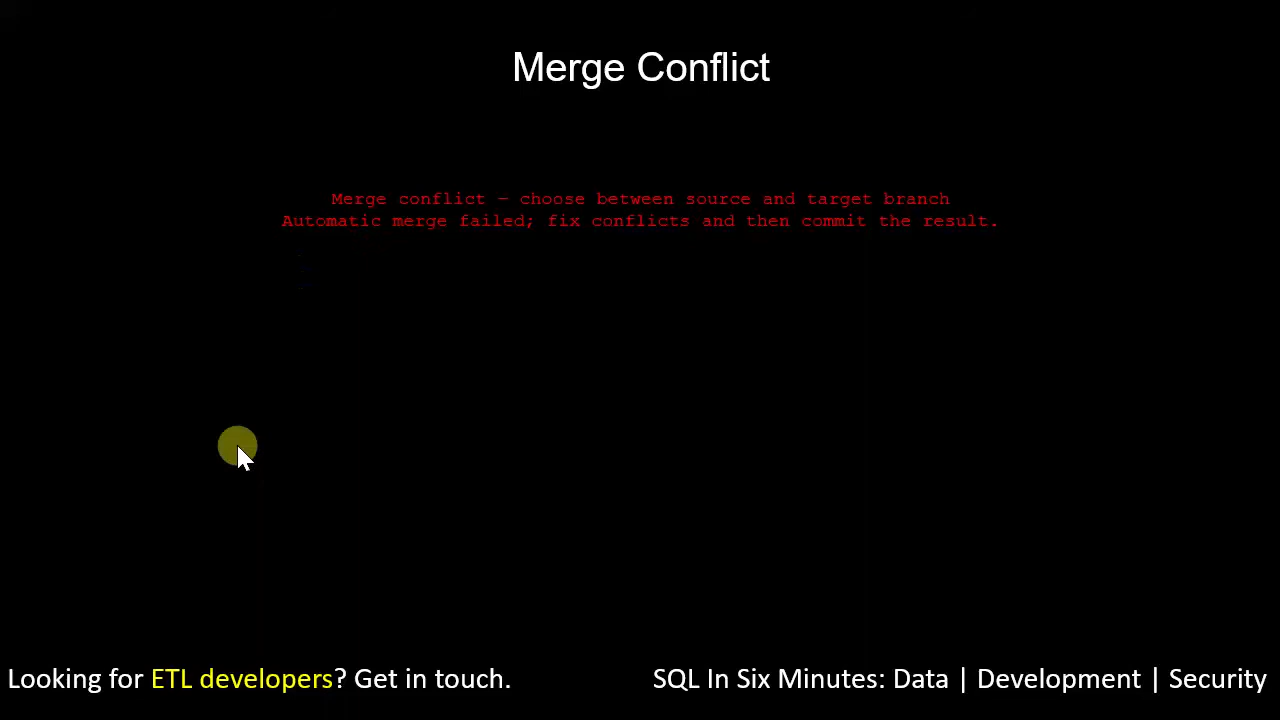 Merge Conflict
Merge conflict – choose between source and target branch
Automatic merge failed; fix conflicts and then commit the result.
Looking for ETL developers? Get in touch.
SQL In Six Minutes: Data | Development | Security